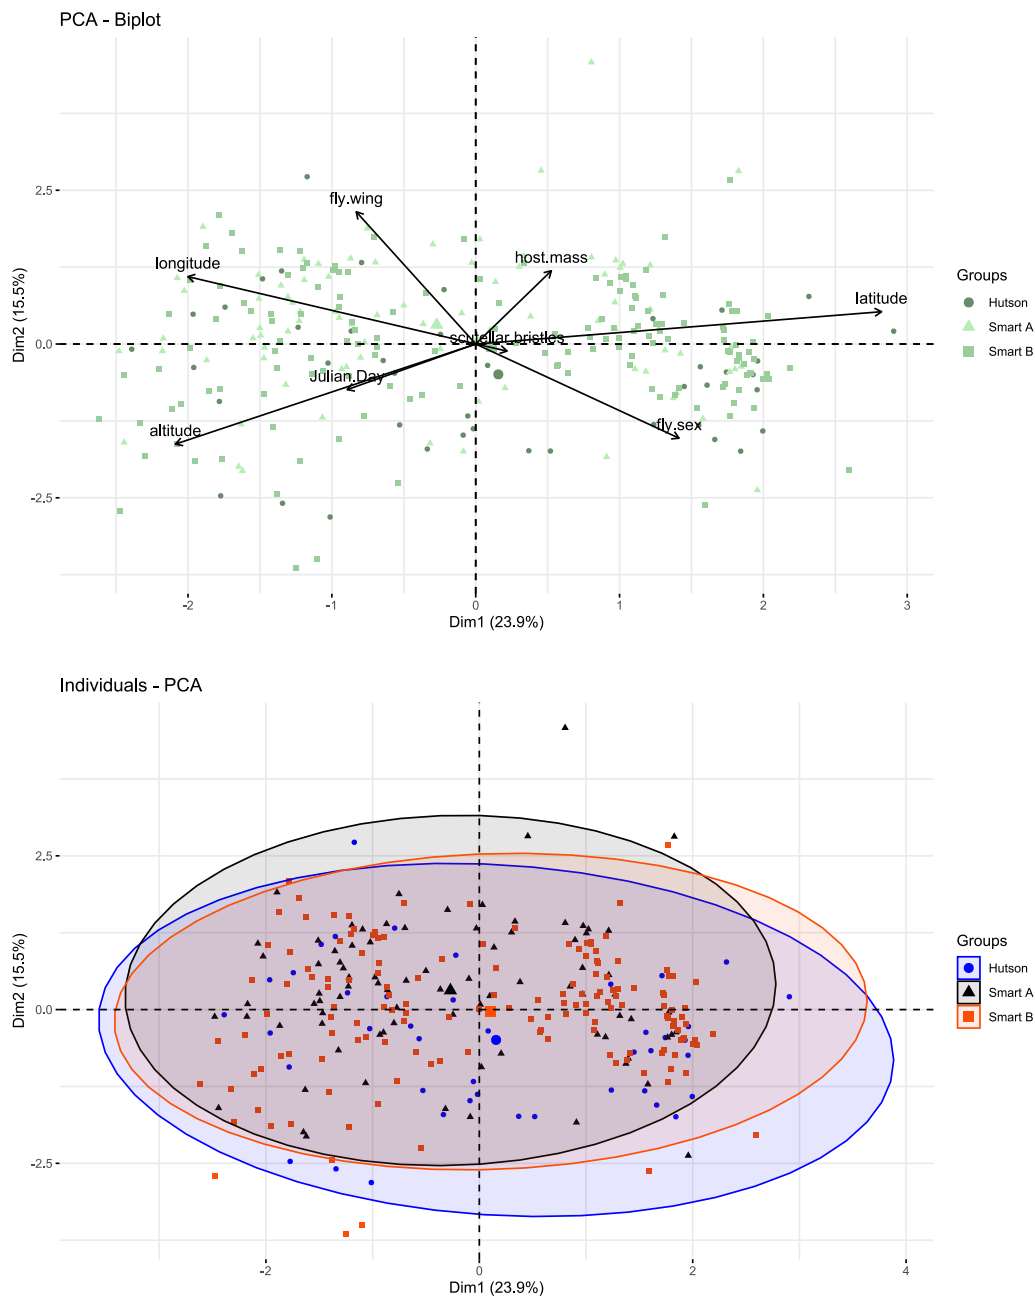 PCA - Biplot
2.5
0.0
-2.5
Dim2 (15.5%)
fly.wing
longitude
host.mass
latitude
scutellar.bristles
Julian.Day
altitude
fly.sex
-2
-1
0
1
2
3
Dim1 (23.9%)
Groups
Hutson
Smart A
Smart B
Individuals - PCA
2.5
0.0
-2.5
Dim2 (15.5%)
-2
0
2
4
Dim1 (23.9%)
Groups
Hutson
Smart A
Smart B